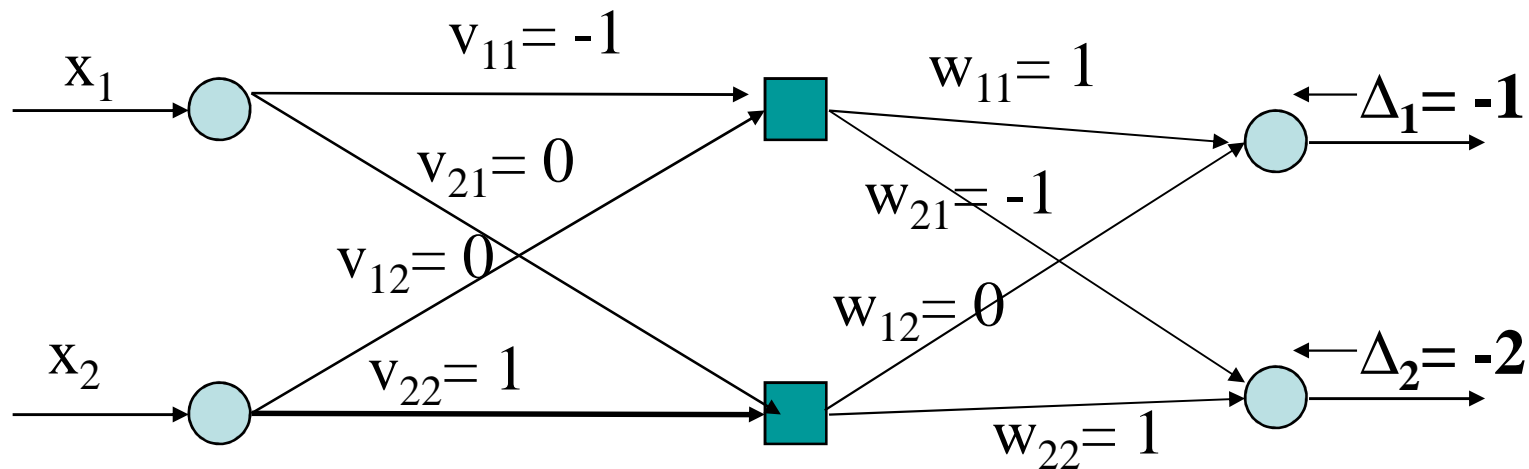 v₁₁= -1
x₁
w₁₁= 1
Δ₁= -1
v₂₁= 0
w₂₁= -1
v₁₂= 0
w₁₂= 0
x₂
v₂₂= 1
Δ₂= -2
w₂₂= 1